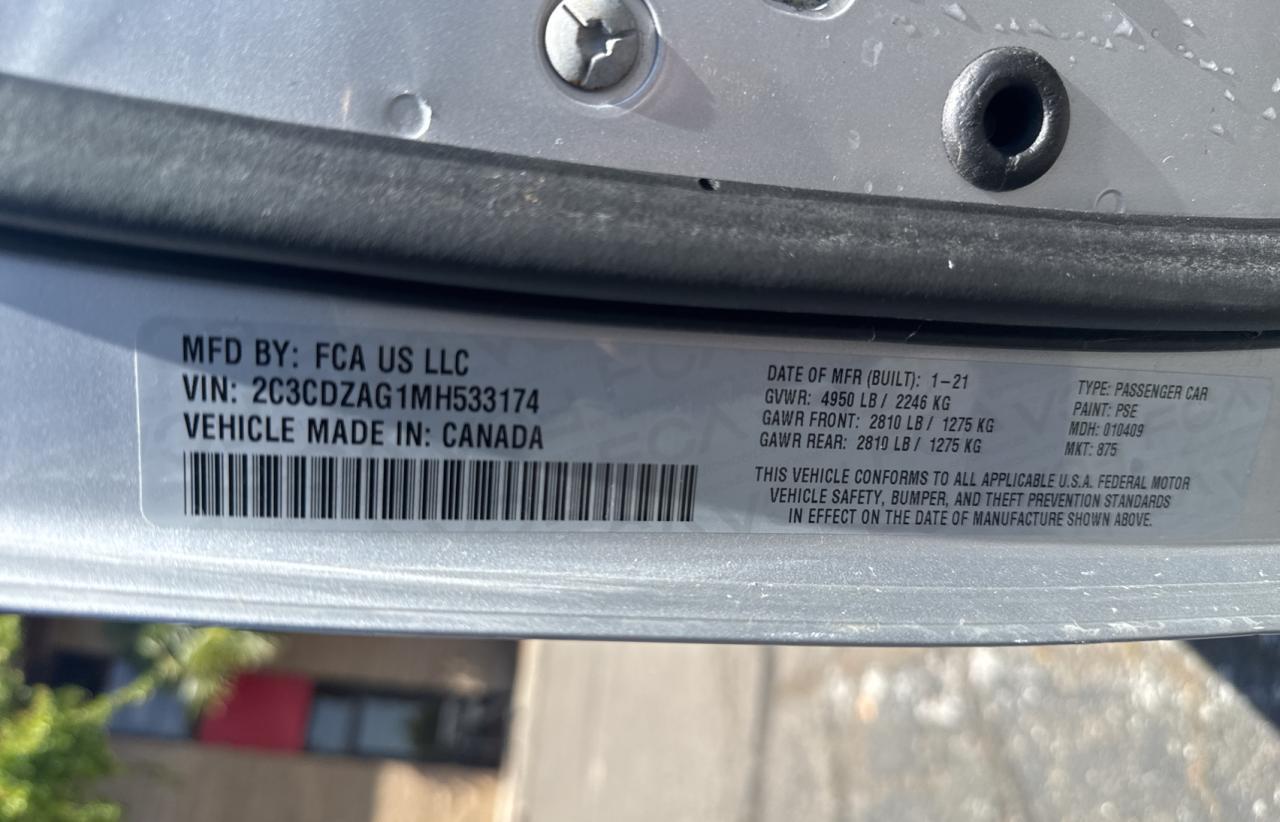 MFD BY: FCA US LLC
VIN: 2C3CDZAG1MH533174
VEHICLE MADE IN: CANADA
DATE OF MFR (BUILT): 1-21
GVWR: 4950 LB / 2246 KG
GAWR FRONT: 2810 LB / 1275 KG
GAWR REAR: 2810 LB / 1275 KG
TYPE: PASSENGER CAR
PAINT: PSE
MDH: 010409
MKT: 875
THIS VEHICLE CONFORMS TO ALL APPLICABLE U.S.A. FEDERAL MOTOR
VEHICLE SAFETY, BUMPER, AND THEFT PREVENTION STANDARDS
IN EFFECT ON THE DATE OF MANUFACTURE SHOWN ABOVE.